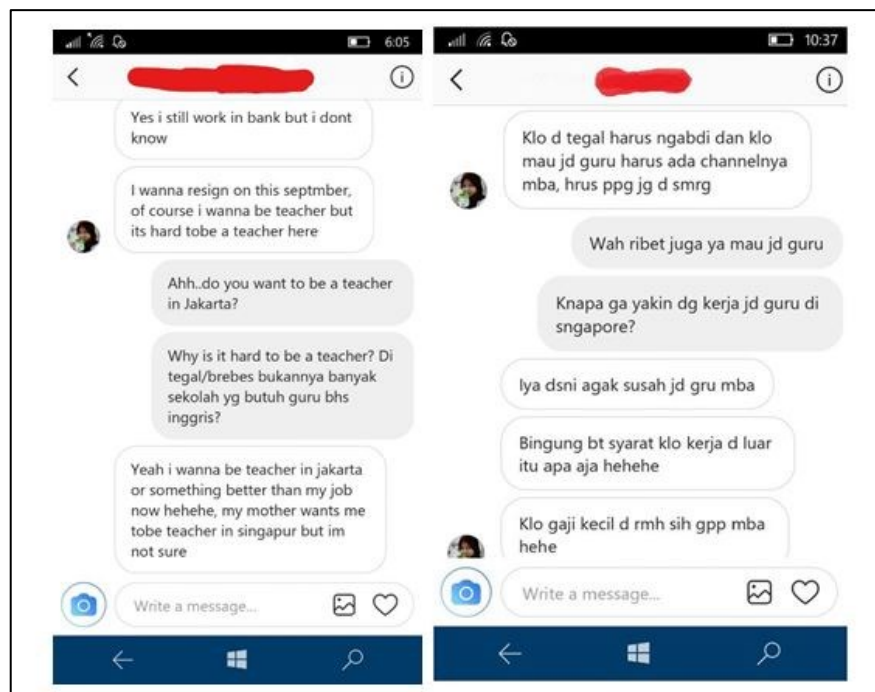 6:05
Yes i still work in bank but i dont
know
I wanna resign on this septmber,
of course i wanna be teacher but
its hard tobe a teacher here
Ahh..do you want to be a teacher
in Jakarta?
Why is it hard to be a teacher? Di
tegal/brebes bukannya banyak
sekolah yg butuh guru bhs
inggris?
Yeah i wanna be teacher in jakarta
or something better than my job
now hehehe, my mother wants me
tobe teacher in singapur but im
not sure
Write a message...
10:37
Klo d tegal harus ngabdi dan klo
mau jd guru harus ada channelnya
mba, hrus ppg jg d smrg
Wah ribet juga ya mau jd guru
Knapa ga yakin dg kerja jd guru di
sngapore?
Iya dsni agak susah jd gru mba
Bingung bt syarat klo kerja d luar
itu apa aja hehehe
Klo gaji kecil d rmh sih gpp mba
hehe
Write a message...